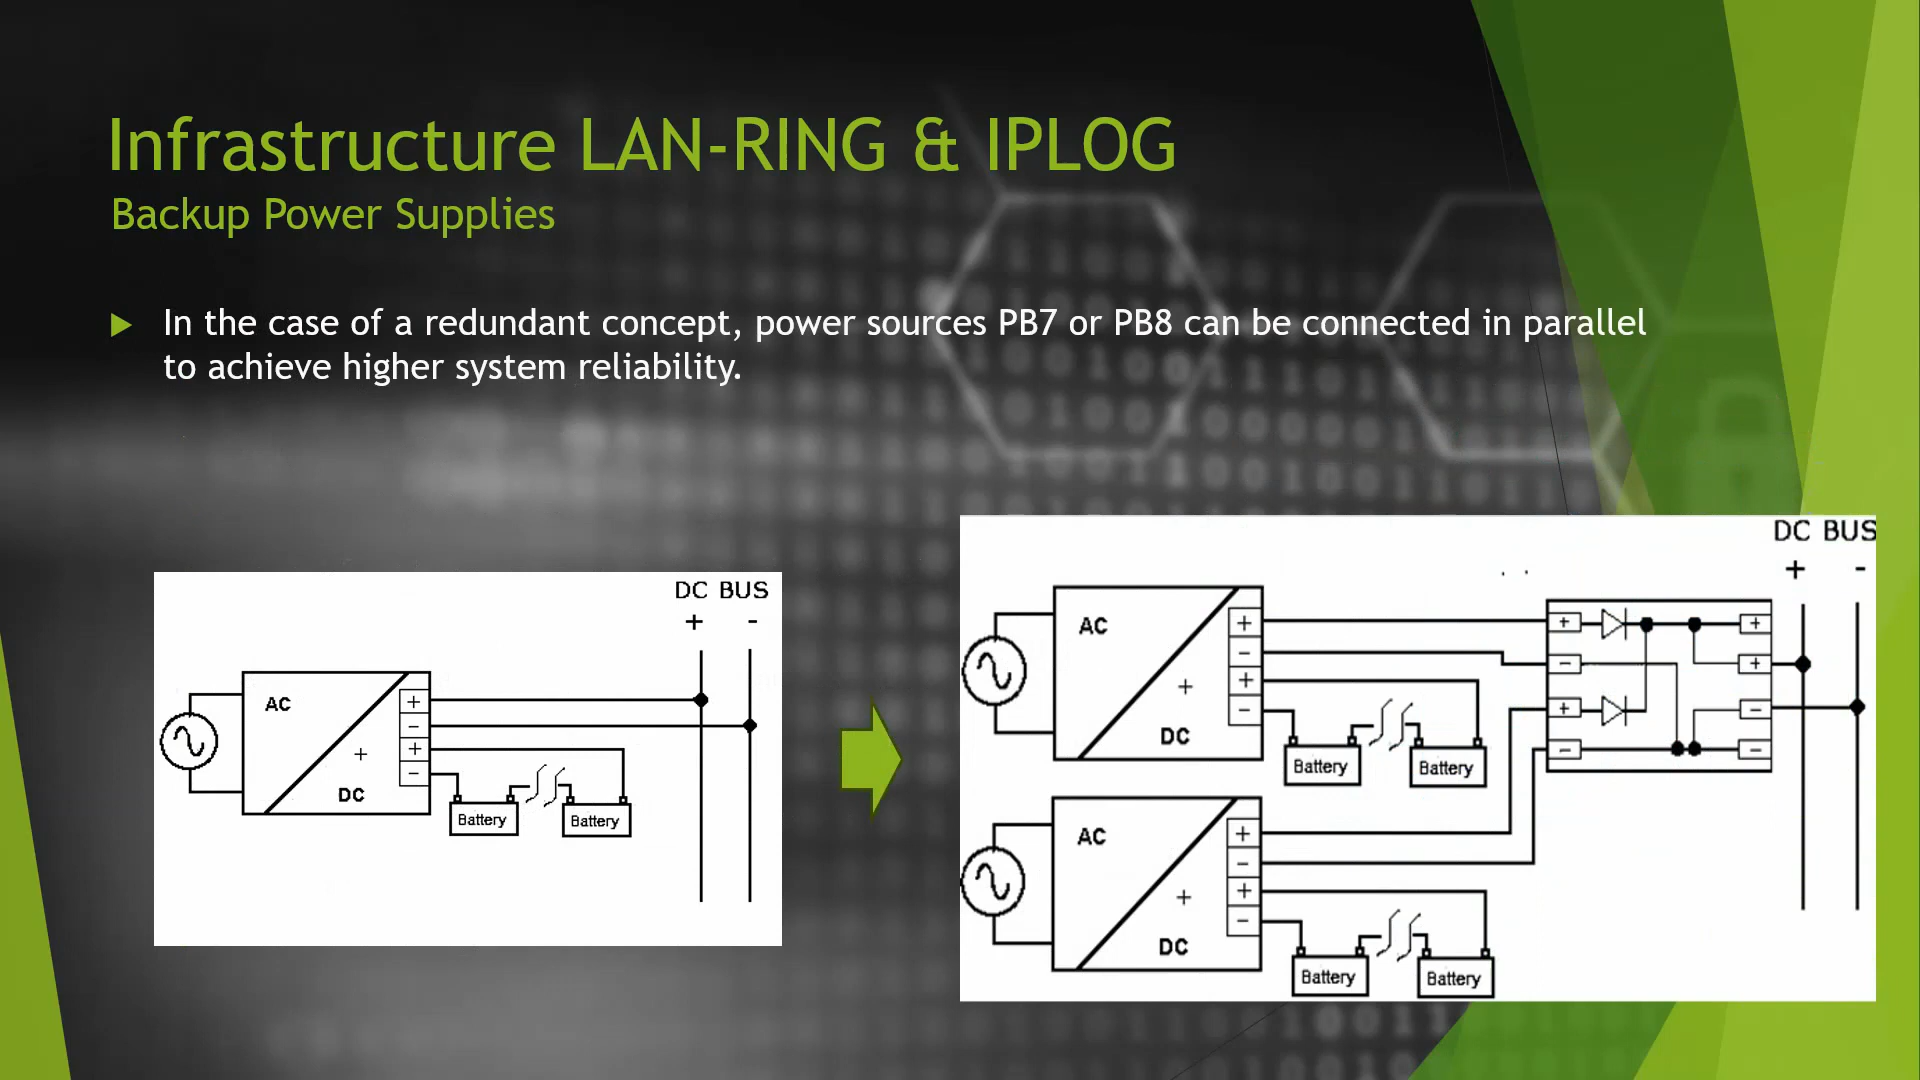 Infrastructure LAN-RING & IPLOG
Backup Power Supplies
In the case of a redundant concept, power sources PB7 or PB8 can be connected in parallel
to achieve higher system reliability.
DC BUS
+ -
AC
+
DC
+
-
+
-
Battery
Battery
DC BUS
+ -
AC
+
DC
+
-
+
-
Battery
Battery
+
-
+
-
+
+
-
-
AC
+
DC
+
-
+
-
Battery
Battery